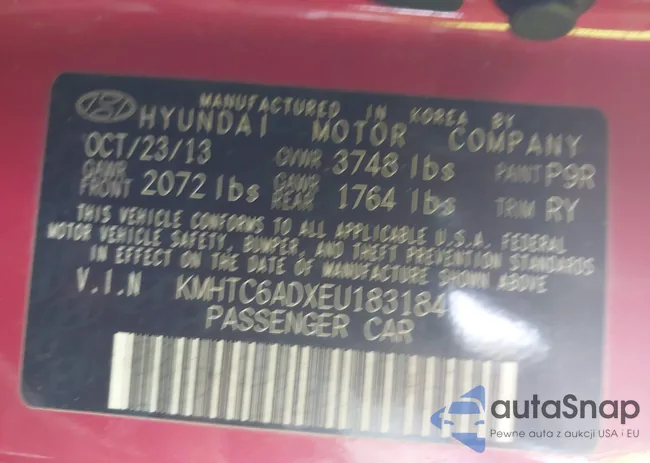 MANUFACTURED IN KOREA BY
HYUNDAI MOTOR COMPANY
OCT/23/13 GVWR 3748 lbs PAINT P9R
GAWR FRONT 2072 lbs GAWR REAR 1764 lbs TRIM RY
THIS VEHICLE CONFORMS TO ALL APPLICABLE U.S.A. FEDERAL
MOTOR VEHICLE SAFETY, BUMPER, AND THEFT PREVENTION STANDARDS
IN EFFECT ON THE DATE OF MANUFACTURE SHOWN ABOVE
V.I.N KMHTC6ADXEU183184
PASSENGER CAR
autaSnap
Pewne auta z aukcji USA i EU